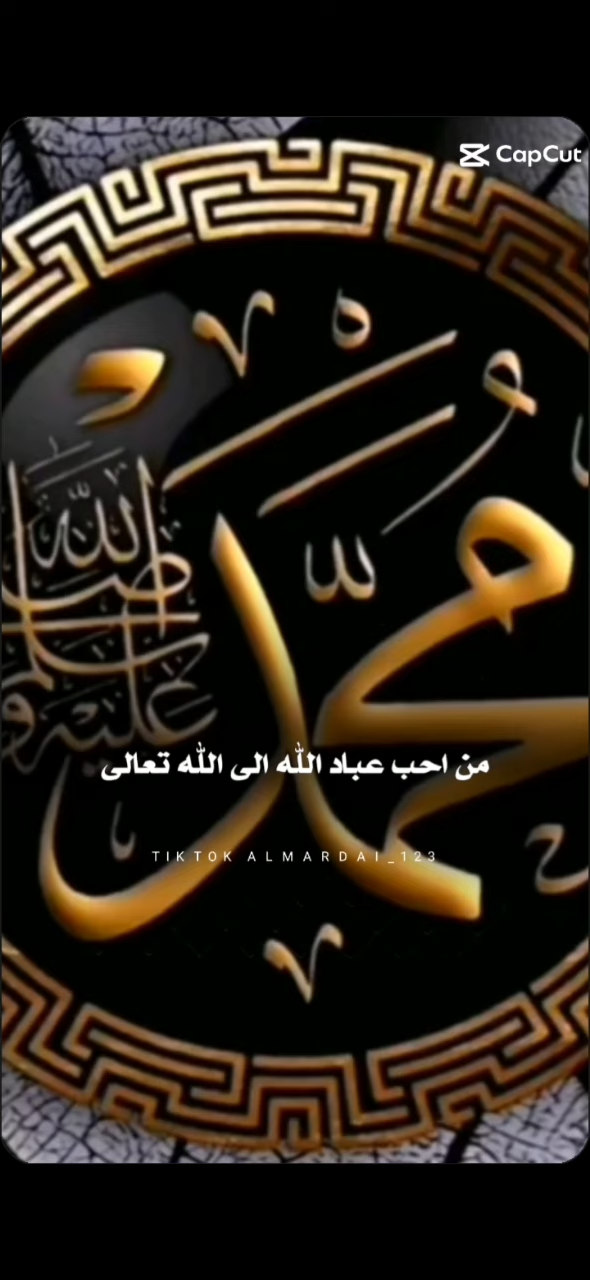 CapCut
محمد
صلى الله
عليه وسلم
من احب عباد الله الى الله تعالى
TIKTOK ALMARDAI_123